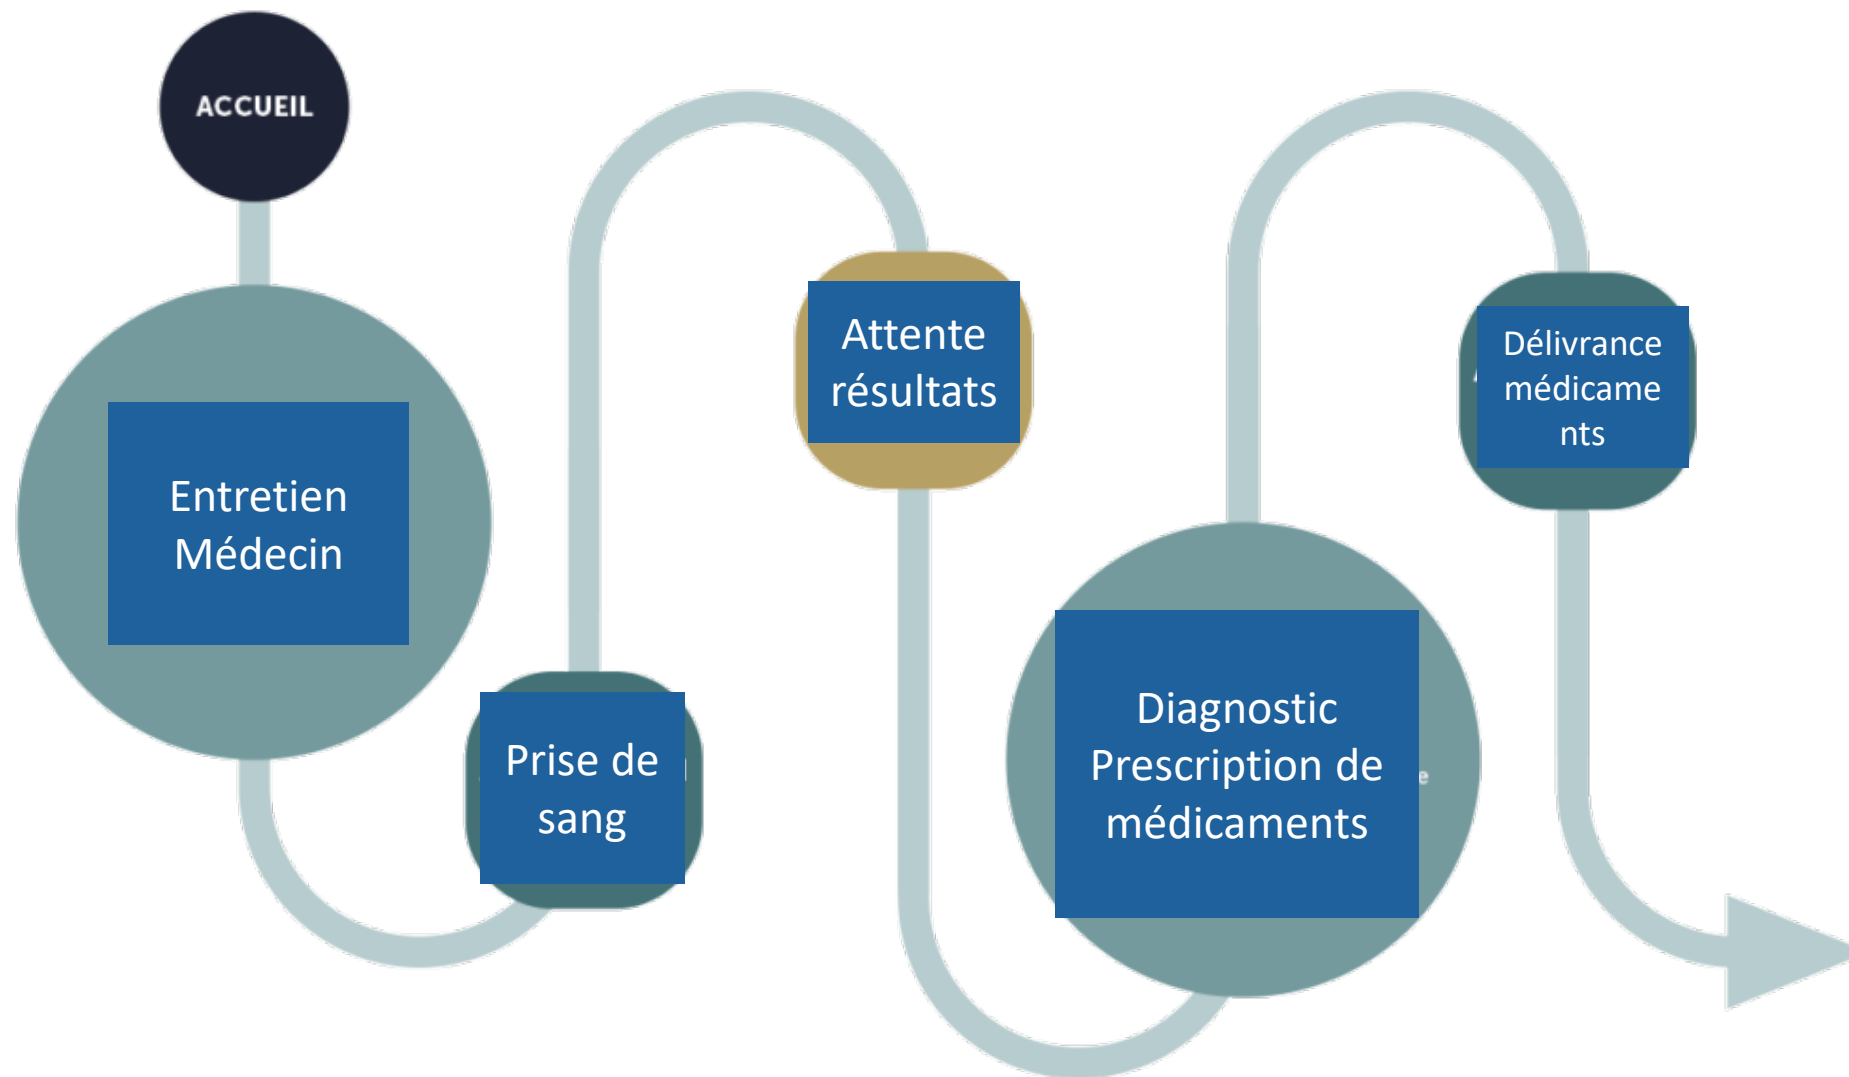 ACCUEIL
Entretien
Médecin
Prise de
sang
Attente
résultats
Diagnostic
Prescription de
médicaments
Délivrance
médicame
nts